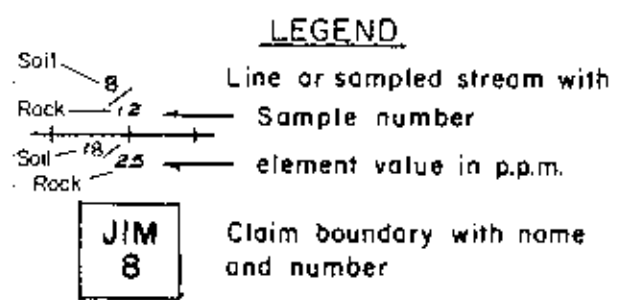 LEGEND
Soil
8
Line or sampled stream with
Rock 12 Sample number
Soil 18/25 element value in p.p.m.
Rock
JIM Claim boundary with name
8 and number